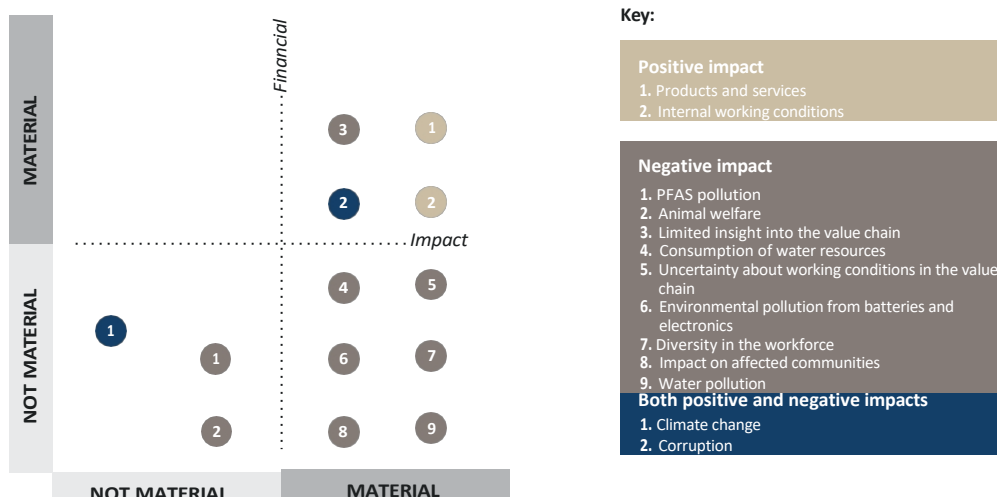 Financial
MATERIAL
3
1
2
2
Impact
NOT MATERIAL
4
5
1
1
6
7
2
8
9
NOT MATERIAL
MATERIAL
Key:
Positive impact
1. Products and services
2. Internal working conditions
Negative impact
1. PFAS pollution
2. Animal welfare
3. Limited insight into the value chain
4. Consumption of water resources
5. Uncertainty about working conditions in the value
chain
6. Environmental pollution from batteries and
electronics
7. Diversity in the workforce
8. Impact on affected communities
9. Water pollution
Both positive and negative impacts
1. Climate change
2. Corruption